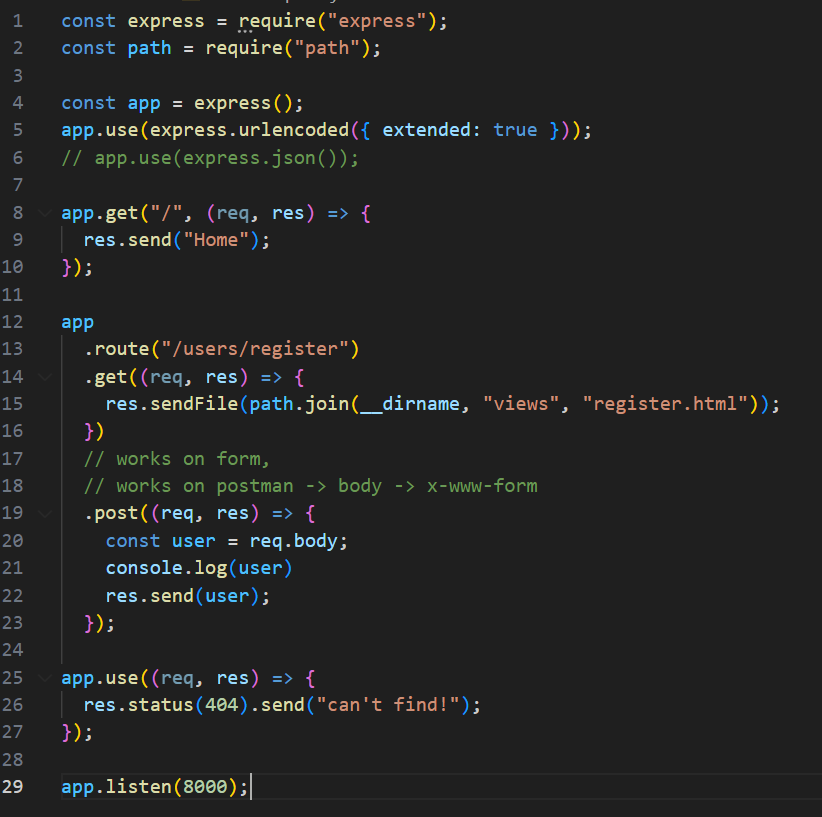 1 const express = require("express");
2 const path = require("path");
3
4 const app = express();
5 app.use(express.urlencoded({ extended: true }));
6 // app.use(express.json());
7
8 app.get("/", (req, res) => {
9   res.send("Home");
10 });
11
12 app
13   .route("/users/register")
14   .get((req, res) => {
15     res.sendFile(path.join(__dirname, "views", "register.html"));
16   })
17   // works on form,
18   // works on postman -> body -> x-www-form
19   .post((req, res) => {
20     const user = req.body;
21     console.log(user)
22     res.send(user);
23   });
24
25 app.use((req, res) => {
26   res.status(404).send("can't find!");
27 });
28
29 app.listen(8000);